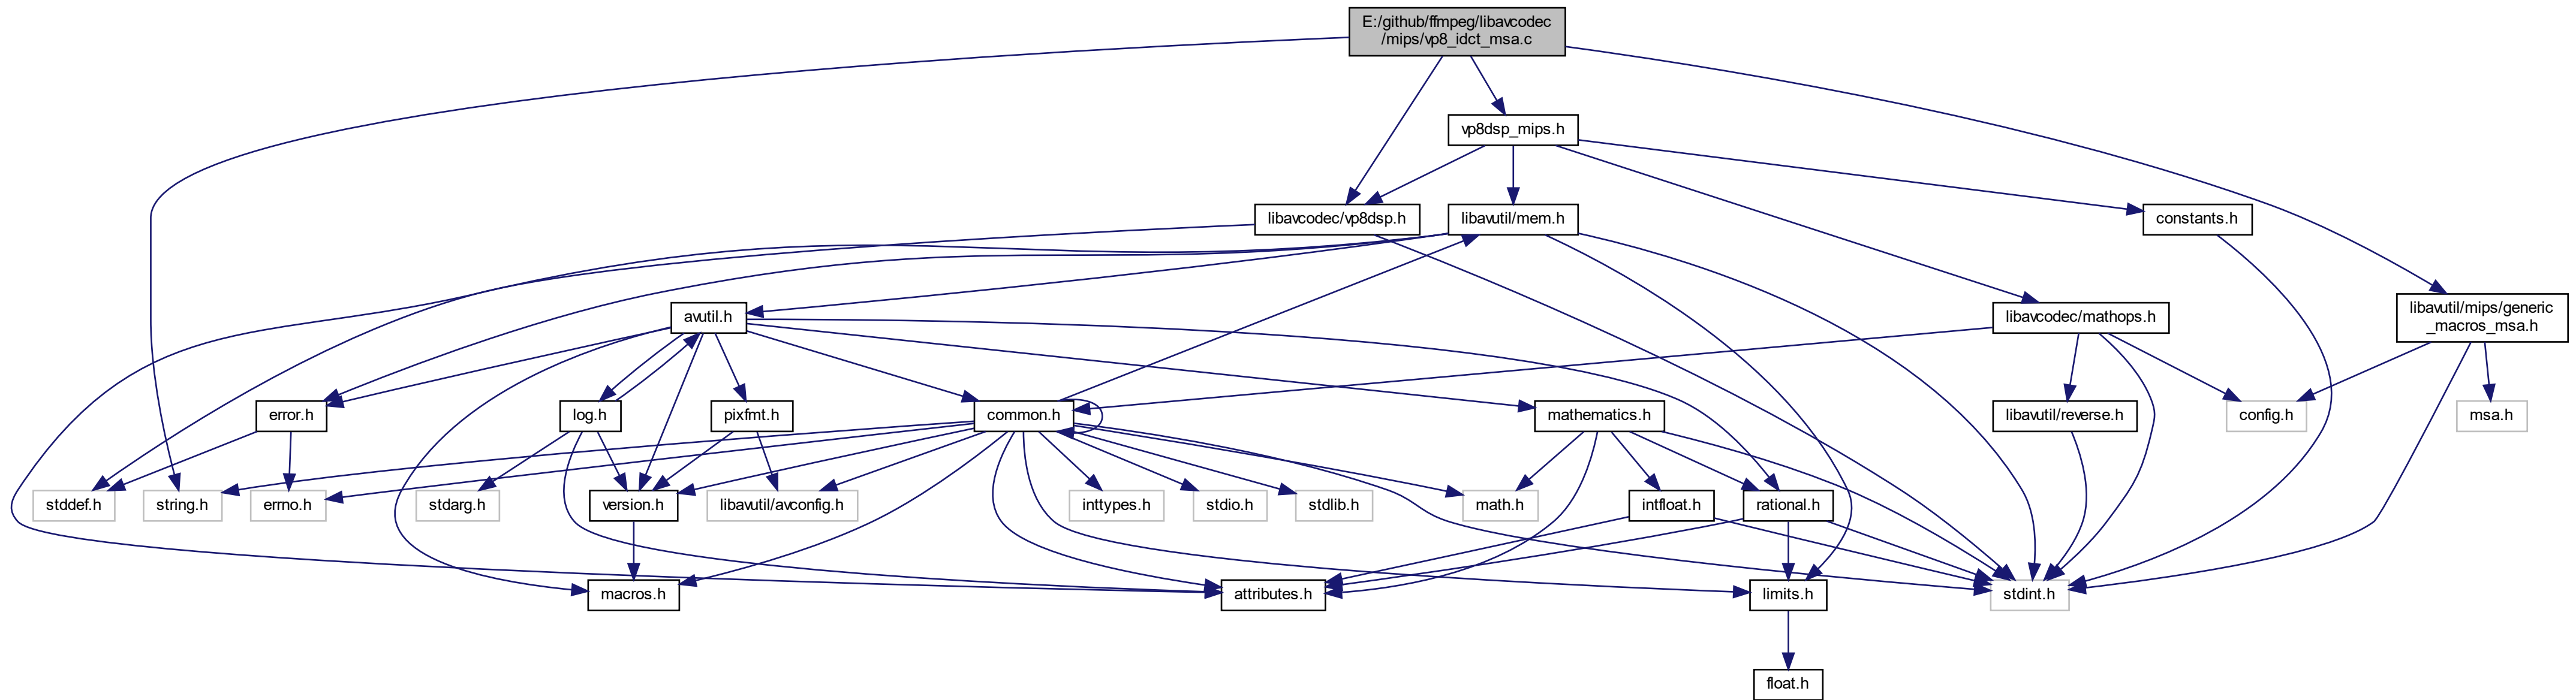 E:/github/ffmpeg/libavcodec
/mips/vp8_idct_msa.c
vp8dsp_mips.h
libavcodec/vp8dsp.h
libavutil/mem.h
constants.h
avutil.h
libavcodec/mathops.h
libavutil/mips/generic
_macros_msa.h
error.h
log.h
pixfmt.h
common.h
mathematics.h
libavutil/reverse.h
config.h
msa.h
stddef.h
string.h
errno.h
stdarg.h
version.h
libavutil/avconfig.h
inttypes.h
stdio.h
stdlib.h
math.h
intfloat.h
rational.h
macros.h
attributes.h
limits.h
stdint.h
float.h